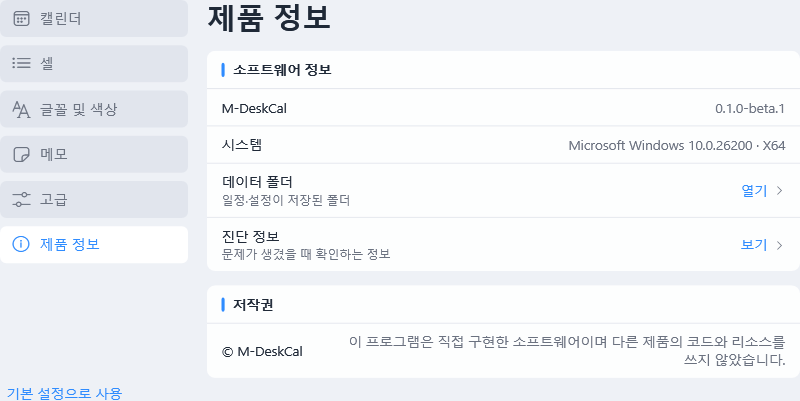 캘린더
셀
글꼴 및 색상
메모
고급
제품 정보
기본 설정으로 사용
제품 정보
소프트웨어 정보
M-DeskCal
0.1.0-beta.1
시스템
Microsoft Windows 10.0.26200 · X64
데이터 폴더
일정·설정이 저장된 폴더
열기
진단 정보
문제가 생겼을 때 확인하는 정보
보기
저작권
© M-DeskCal
이 프로그램은 직접 구현한 소프트웨어이며 다른 제품의 코드와 리소스를
쓰지 않았습니다.